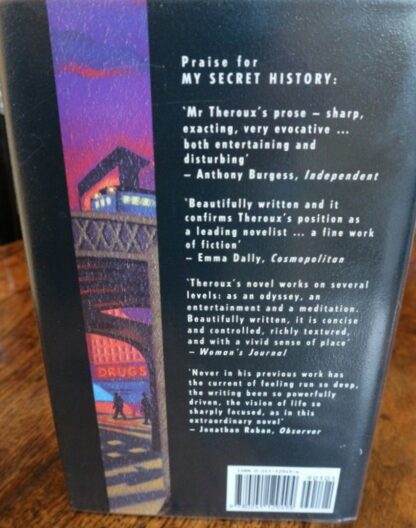 Praise for
MY SECRET HISTORY:
'Mr Theroux's prose – sharp,
exacting, very evocative ...
both entertaining and
disturbing'
– Anthony Burgess, Independent
'Beautifully written and it
confirms Theroux's position as
a leading novelist ... a fine work
of fiction'
– Emma Dally, Cosmopolitan
'Theroux's novel works on several
levels: as an odyssey, an
entertainment and a meditation.
Beautifully written, it is concise
and controlled, richly textured,
and with a vivid sense of place'
– Woman's Journal
'Never in his previous work has
the current of feeling run so deep,
the writing been so powerfully
driven, the vision of life so
sharply focused, as in this
extraordinary novel'
– Jonathan Raban, Observer
DRUGS
ISBN